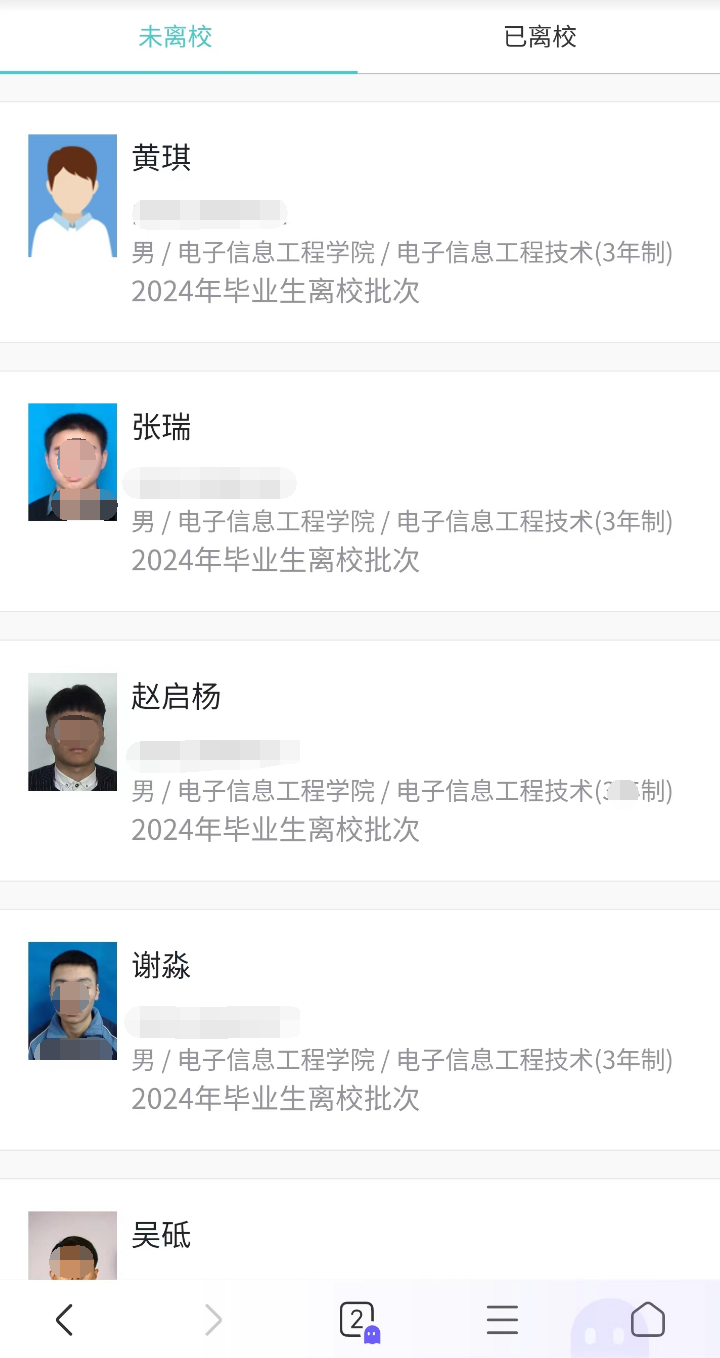 未离校 已离校
黄琪
男 / 电子信息工程学院 / 电子信息工程技术(3年制)
2024年毕业生离校批次
张瑞
男 / 电子信息工程学院 / 电子信息工程技术(3年制)
2024年毕业生离校批次
赵启杨
男 / 电子信息工程学院 / 电子信息工程技术(制)
2024年毕业生离校批次
谢淼
男 / 电子信息工程学院 / 电子信息工程技术(3年制)
2024年毕业生离校批次
吴砥
2